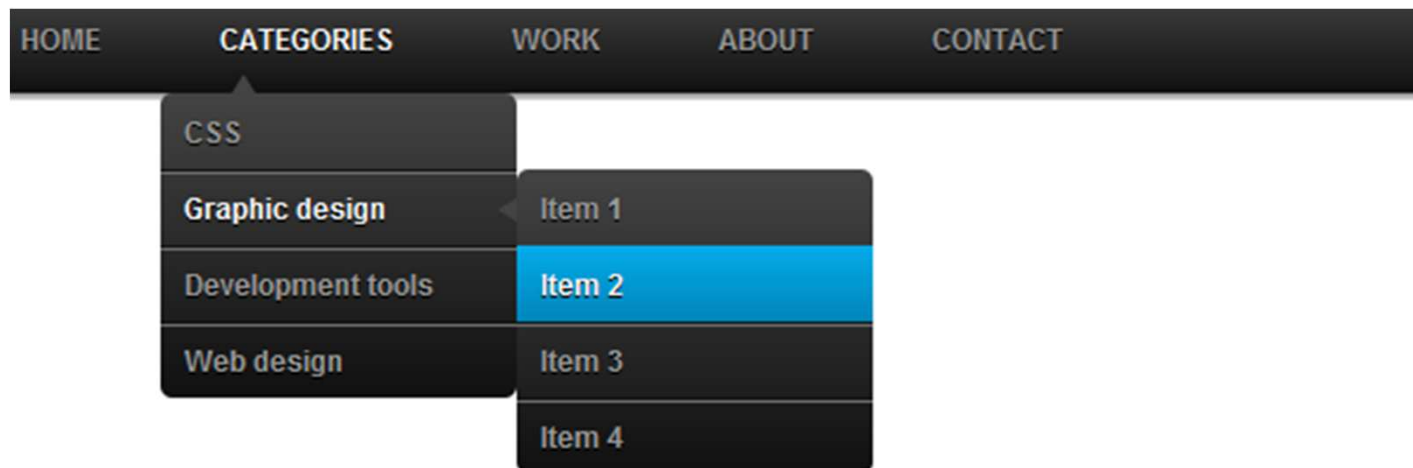 HOME CATEGORIES WORK ABOUT CONTACT
CSS
Graphic design
Development tools
Web design
Item 1
Item 2
Item 3
Item 4